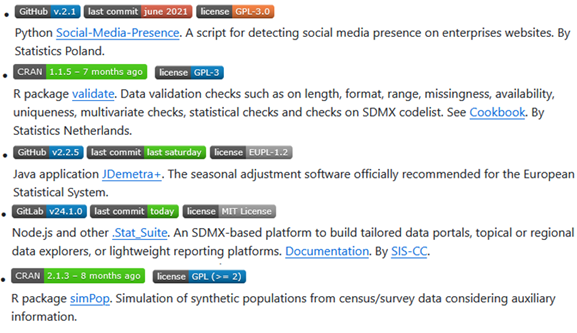 GitHub v.2.1 last commit june 2021 license GPL-3.0
Python Social-Media-Presence. A script for detecting social media presence on enterprises websites. By
Statistics Poland.
CRAN 1.1.5 – 7 months ago license GPL-3
R package validate. Data validation checks such as on length, format, range, missingness, availability,
uniqueness, multivariate checks, statistical checks and checks on SDMX codelist. See Cookbook. By
Statistics Netherlands.
GitHub v2.2.5 last commit last saturday license EUPL-1.2
Java application JDemetra+. The seasonal adjustment software officially recommended for the European
Statistical System.
GitLab v24.1.0 last commit today license MIT License
Node.js and other .Stat_Suite. An SDMX-based platform to build tailored data portals, topical or regional
data explorers, or lightweight reporting platforms. Documentation. By SIS-CC.
CRAN 2.1.3 – 8 months ago license GPL (>= 2)
R package simPop. Simulation of synthetic populations from census/survey data considering auxiliary
information.